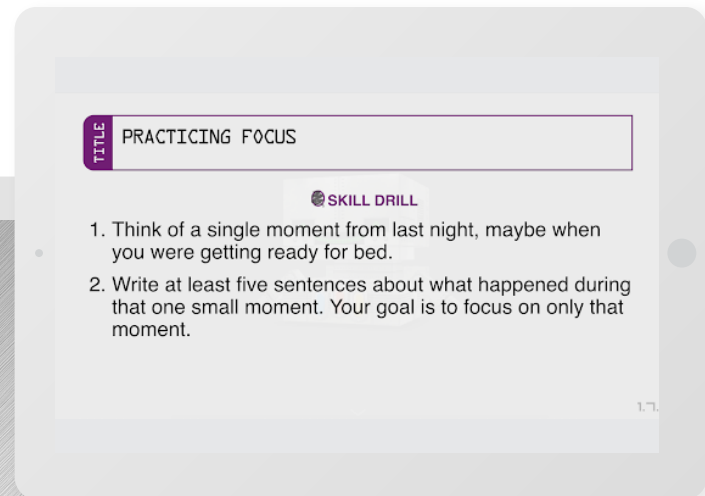 TITLE
PRACTICING FOCUS
SKILL DRILL
1. Think of a single moment from last night, maybe when
you were getting ready for bed.
2. Write at least five sentences about what happened during
that one small moment. Your goal is to focus on only that
moment.
1.7.